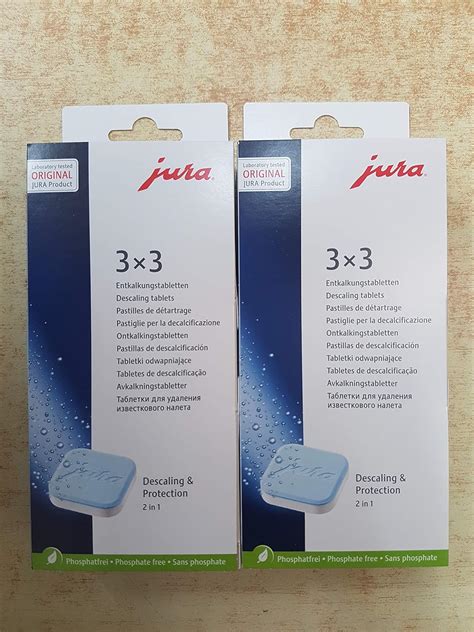 Laboratory tested
ORIGINAL
JURA Product
jura
3×3
Entkalkungstabletten
Descaling tablets
Pastilles de détartrage
Pastiglie per la decalcificazione
Ontkalkingstabletten
Pastillas de descalcificación
Tabletki odwapniające
Tabletes de descalcificação
Avkalkningstabletter
Таблетки для удаления
известкового налета
jura
Descaling &
Protection
2 in 1
Phosphatfrei • Phosphate free • Sans phosphate
Laboratory tested
ORIGINAL
JURA Product
jura
3×3
Entkalkungstabletten
Descaling tablets
Pastilles de détartrage
Pastiglie per la decalcificazione
Ontkalkingstabletten
Pastillas de descalcificación
Tabletki odwapniające
Tabletes de descalcificação
Avkalkningstabletter
Таблетки для удаления
известкового налета
jura
Descaling &
Protection
2 in 1
Phosphatfrei • Phosphate free • Sans phosphate